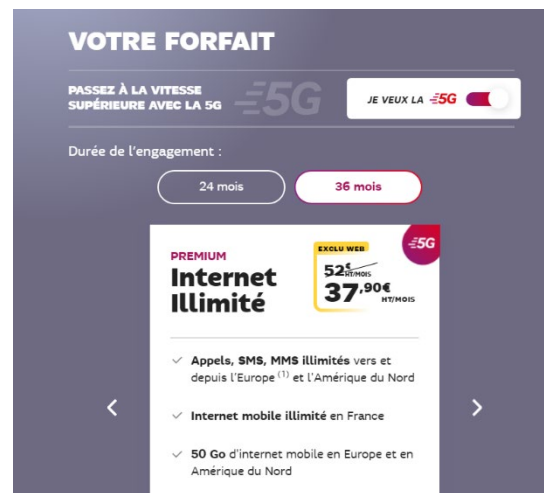 VOTRE FORFAIT
PASSEZ À LA VITESSE
SUPÉRIEURE AVEC LA 5G
5G
JE VEUX LA 5G
Durée de l'engagement :
24 mois
36 mois
5G
PREMIUM
Internet
Illimité
EXCLU WEB
52€ HT/MOIS
37,90€
HT/MOIS
Appels, SMS, MMS illimités vers et
depuis l'Europe (1) et l'Amérique du Nord
Internet mobile illimité en France
50 Go d'internet mobile en Europe et en
Amérique du Nord